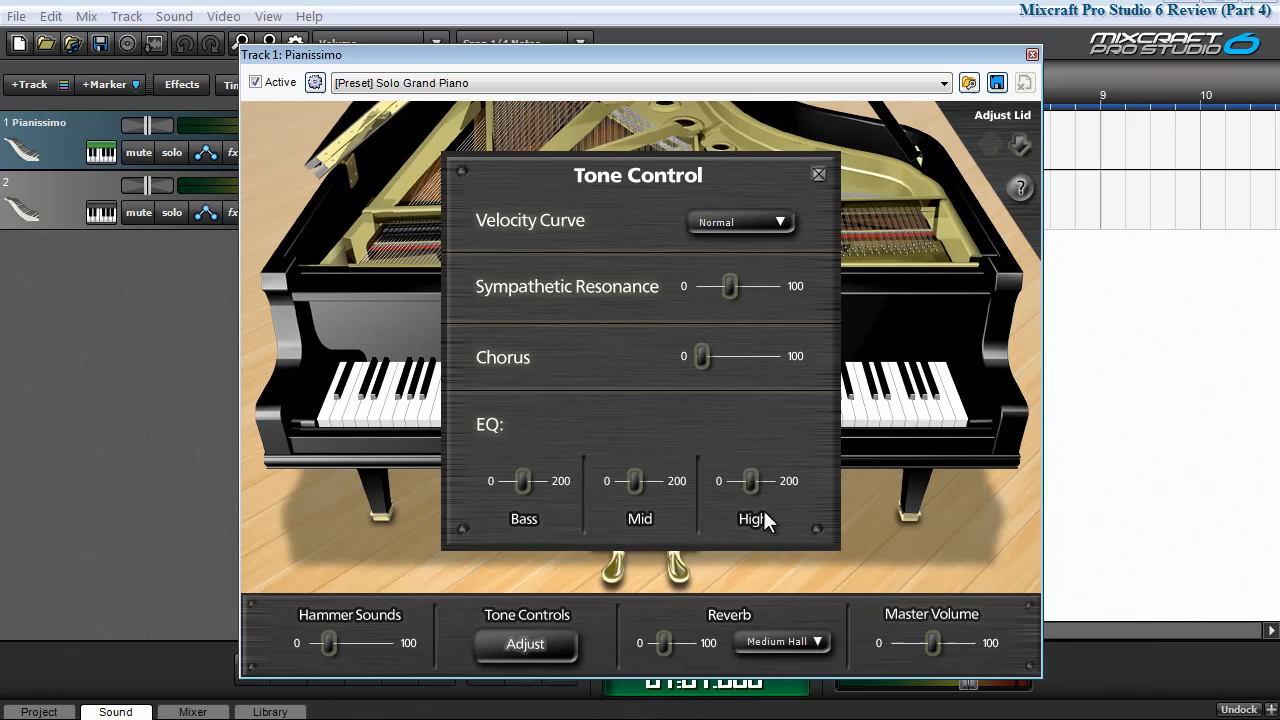 File Edit Mix Track Sound Video View Help
Mixcraft Pro Studio 6 Review (Part 4)
MIXCRAFT
PRO STUDIO 6
Track 1: Pianissimo
+Track +Marker Effects
Active [Preset] Solo Grand Piano
9 10
Adjust Lid
?
1 Pianissimo
mute solo fx
2
mute solo fx
Tone Control
Velocity Curve Normal
Sympathetic Resonance 0 100
Chorus 0 100
EQ:
0 200 0 200 0 200
Bass Mid High
Hammer Sounds Tone Controls Reverb Master Volume
0 100 Adjust 0 100 Medium Hall 0 100
Project Sound Mixer Library Undock